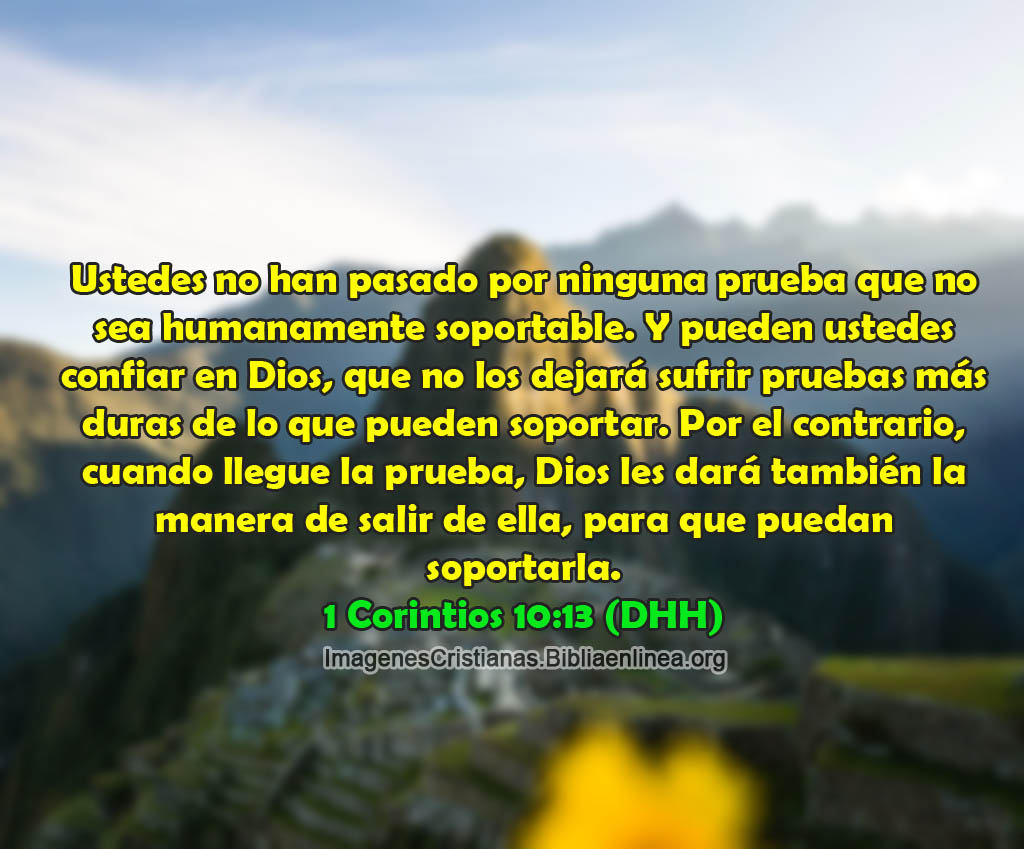 Ustedes no han pasado por ninguna prueba que no
sea humanamente soportable. Y pueden ustedes
confiar en Dios, que no los dejará sufrir pruebas más
duras de lo que pueden soportar. Por el contrario,
cuando llegue la prueba, Dios les dará también la
manera de salir de ella, para que puedan
soportarla.
1 Corintios 10:13 (DHH)
ImagenesCristianas.Bibliaenlinea.org